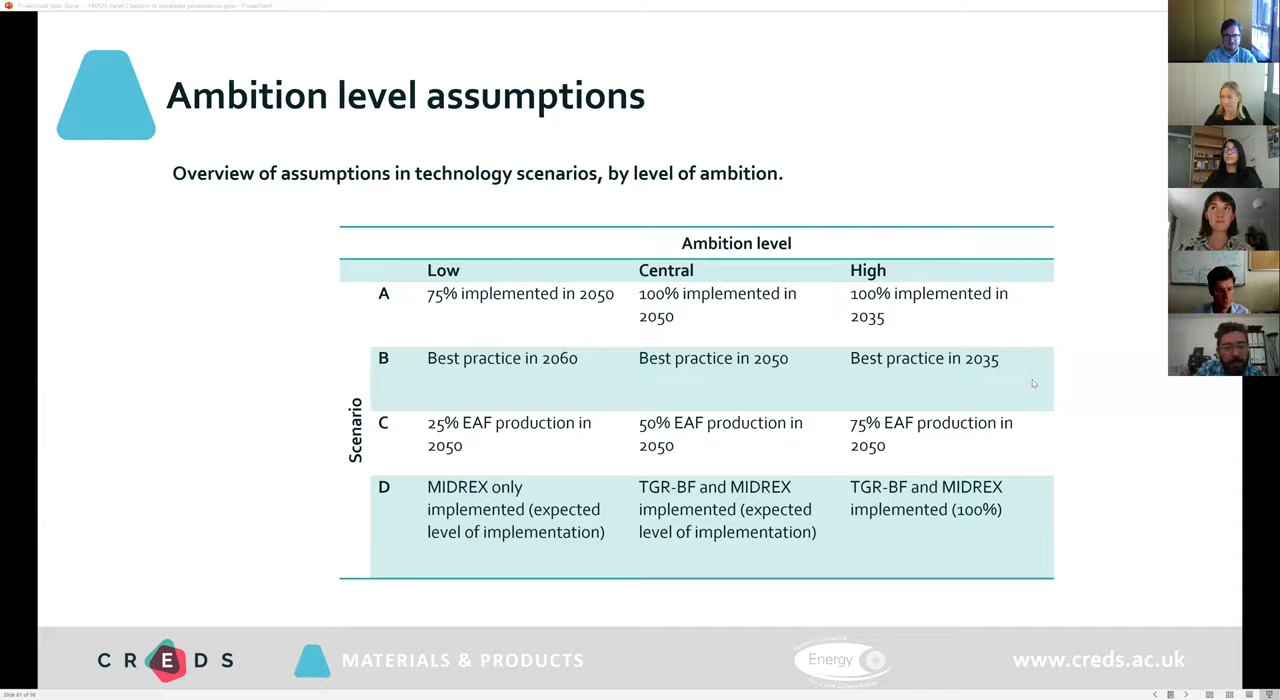 Ambition level assumptions
Overview of assumptions in technology scenarios, by level of ambition.
Ambition level
Low Central High
A 75% implemented in 2050 100% implemented in 100% implemented in
2050 2035
B Best practice in 2060 Best practice in 2050 Best practice in 2035
Scenario
C 25% EAF production in 50% EAF production in 75% EAF production in
2050 2050 2050
D MIDREX only TGR-BF and MIDREX TGR-BF and MIDREX
implemented (expected implemented (expected implemented (100%)
level of implementation) level of implementation)
CREDS MATERIALS & PRODUCTS Energy www.creds.ac.uk